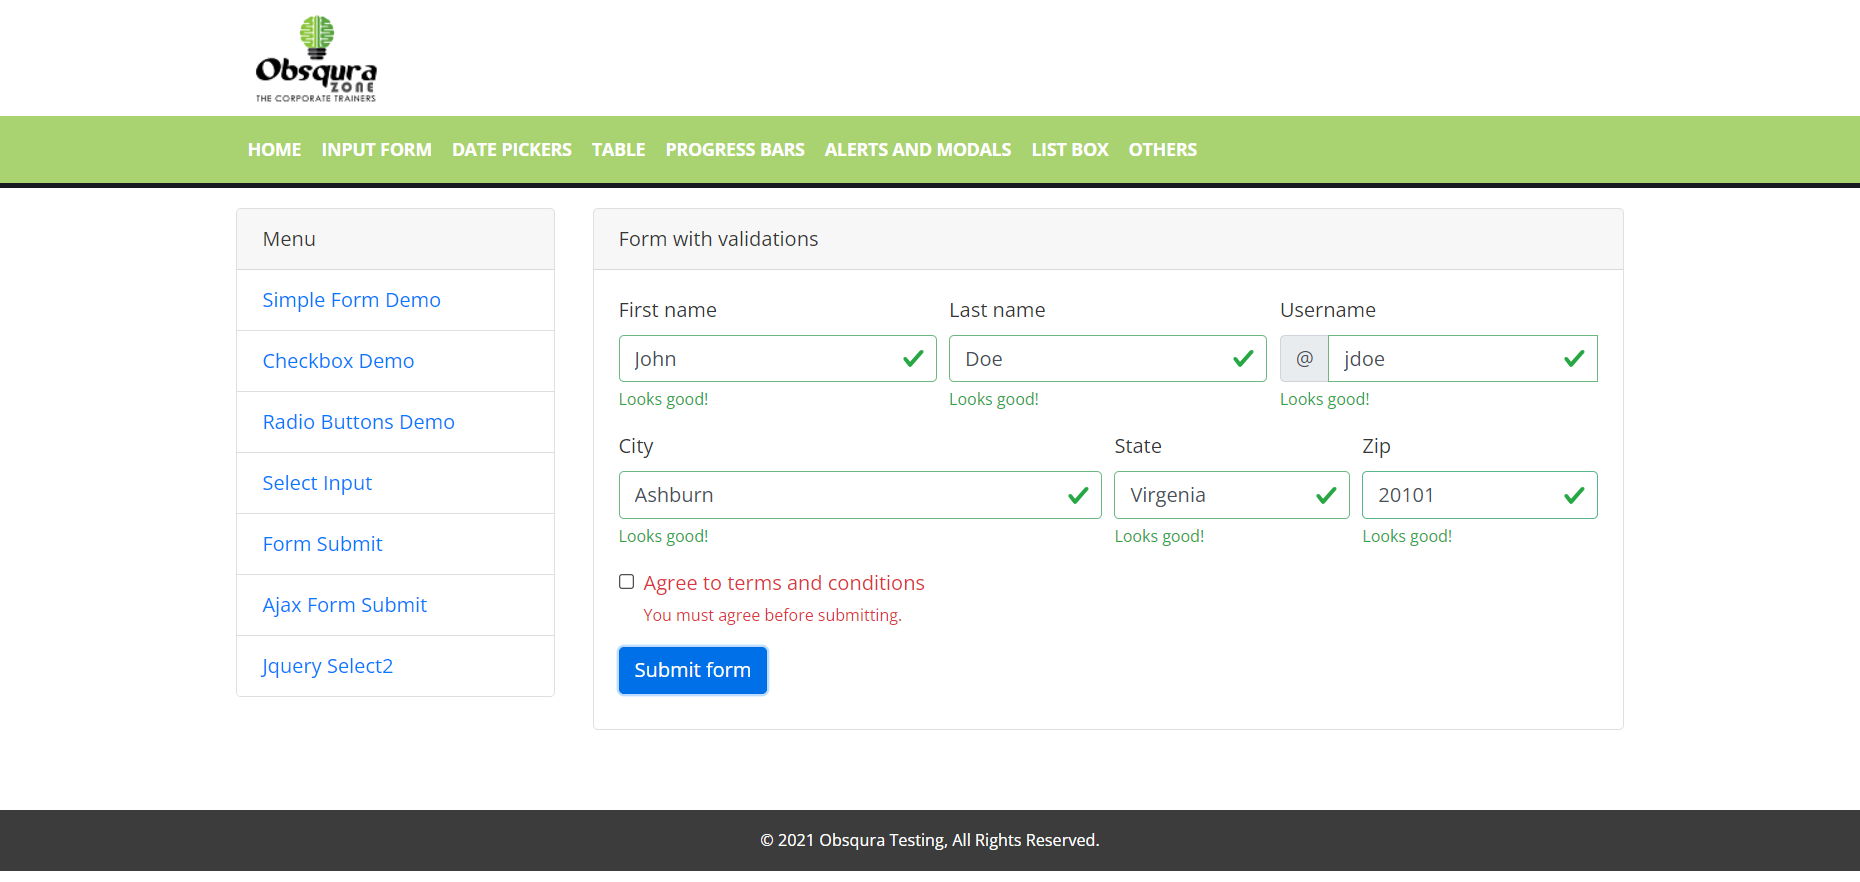 Obsqura
ZONE
THE CORPORATE TRAINERS
HOME INPUT FORM DATE PICKERS TABLE PROGRESS BARS ALERTS AND MODALS LIST BOX OTHERS
Menu
Simple Form Demo
Checkbox Demo
Radio Buttons Demo
Select Input
Form Submit
Ajax Form Submit
Jquery Select2
Form with validations
First name Last name Username
John Doe @ jdoe
Looks good! Looks good! Looks good!
City State Zip
Ashburn Virgenia 20101
Looks good! Looks good! Looks good!
Agree to terms and conditions
You must agree before submitting.
Submit form
© 2021 Obsqura Testing, All Rights Reserved.